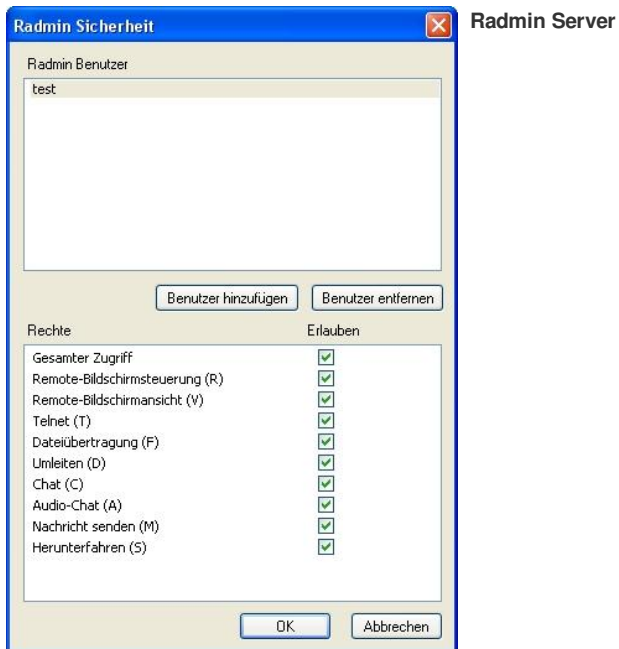 Radmin Sicherheit
Radmin Server
Radmin Benutzer
test
Benutzer hinzufügen
Benutzer entfernen
Rechte Erlauben
Gesamter Zugriff
Remote-Bildschirmsteuerung (R)
Remote-Bildschirmansicht (V)
Telnet (T)
Dateiübertragung (F)
Umleiten (D)
Chat (C)
Audio-Chat (A)
Nachricht senden (M)
Herunterfahren (S)
OK
Abbrechen